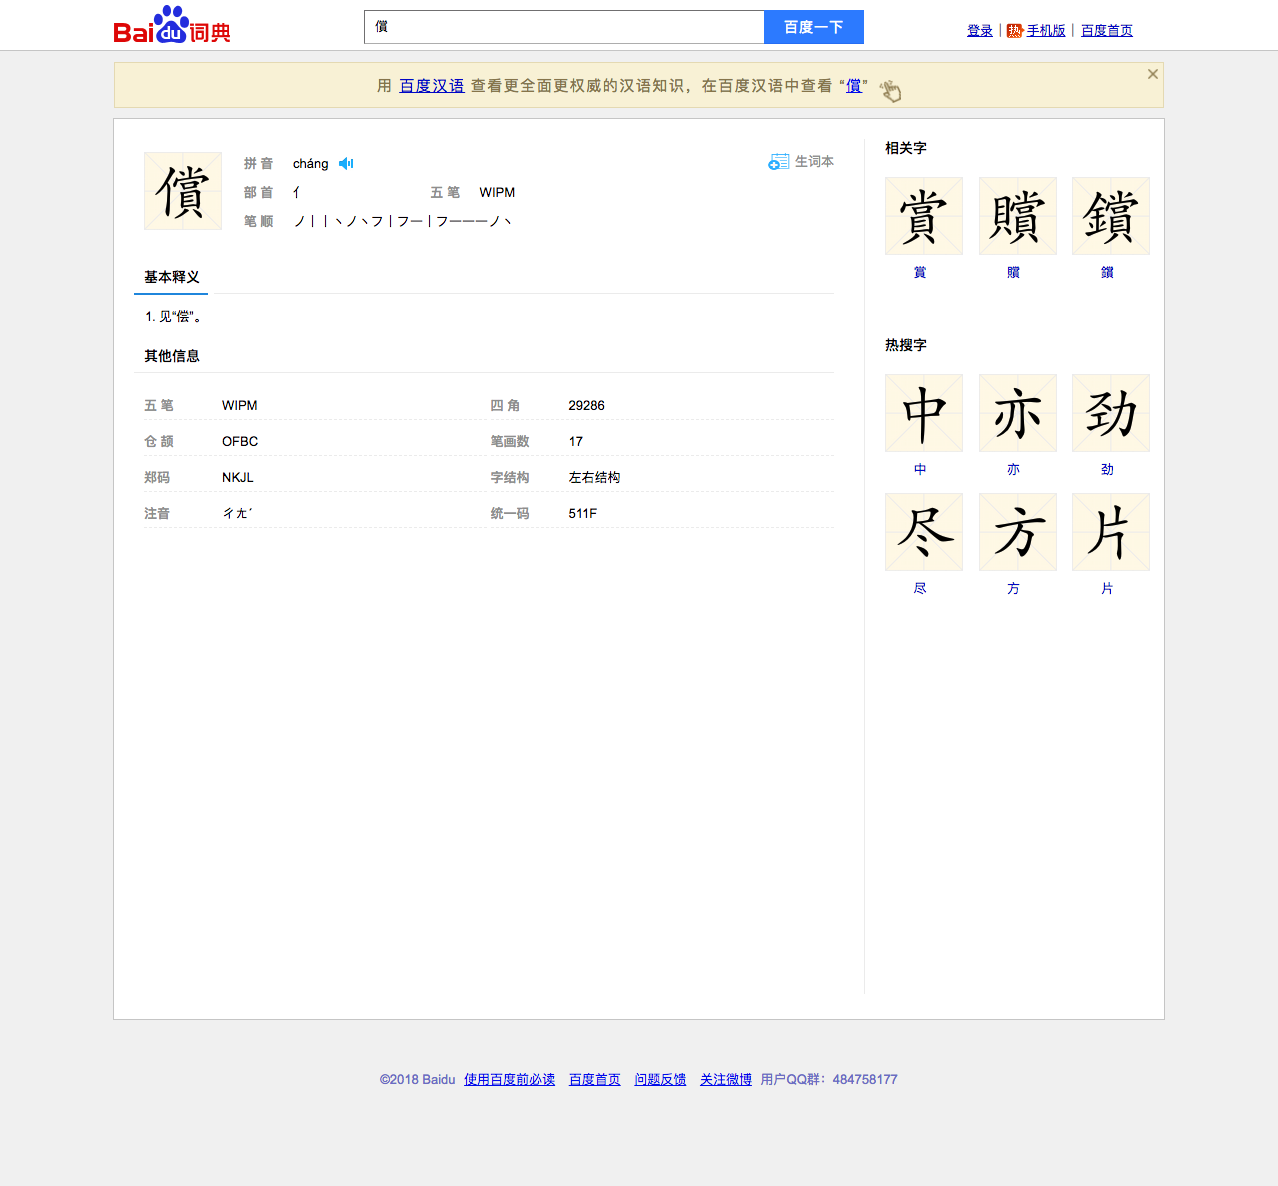 Baidu词典
償
百度一下
登录 | 热 手机版 | 百度首页
用 百度汉语 查看更全面更权威的汉语知识，在百度汉语中查看 “償”
償
拼 音 cháng
生词本
部 首 亻 五 笔 WIPM
笔 顺 ノ丨丨丶ノ丶フ丨フ一丨フ一一一ノ丶
基本释义
1. 见“偿”。
其他信息
五 笔 WIPM 四 角 29286
仓 颉 OFBC 笔画数 17
郑码 NKJL 字结构 左右结构
注音 ㄔㄤˊ 统一码 511F
相关字
賞 贘 鑜
賞 贘 鑜
热搜字
中 亦 劲
中 亦 劲
尽 方 片
尽 方 片
©2018 Baidu 使用百度前必读 百度首页 问题反馈 关注微博 用户QQ群：484758177